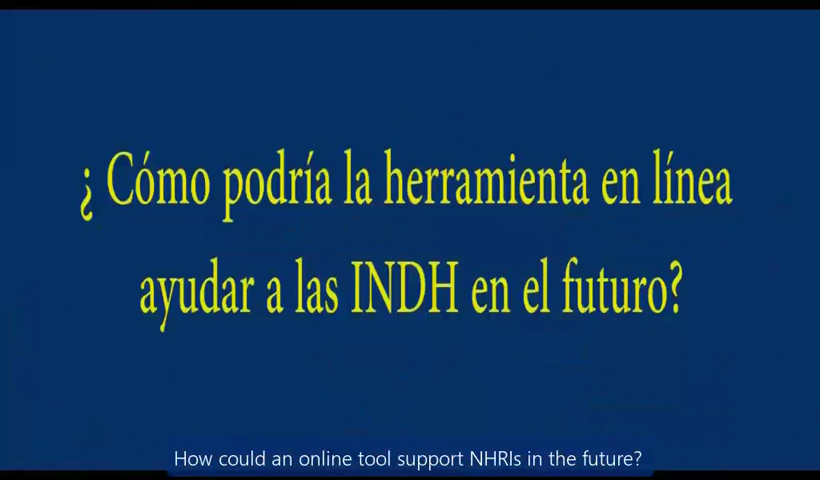 ¿ Cómo podría la herramienta en línea
ayudar a las INDH en el futuro?
How could an online tool support NHRIs in the future?